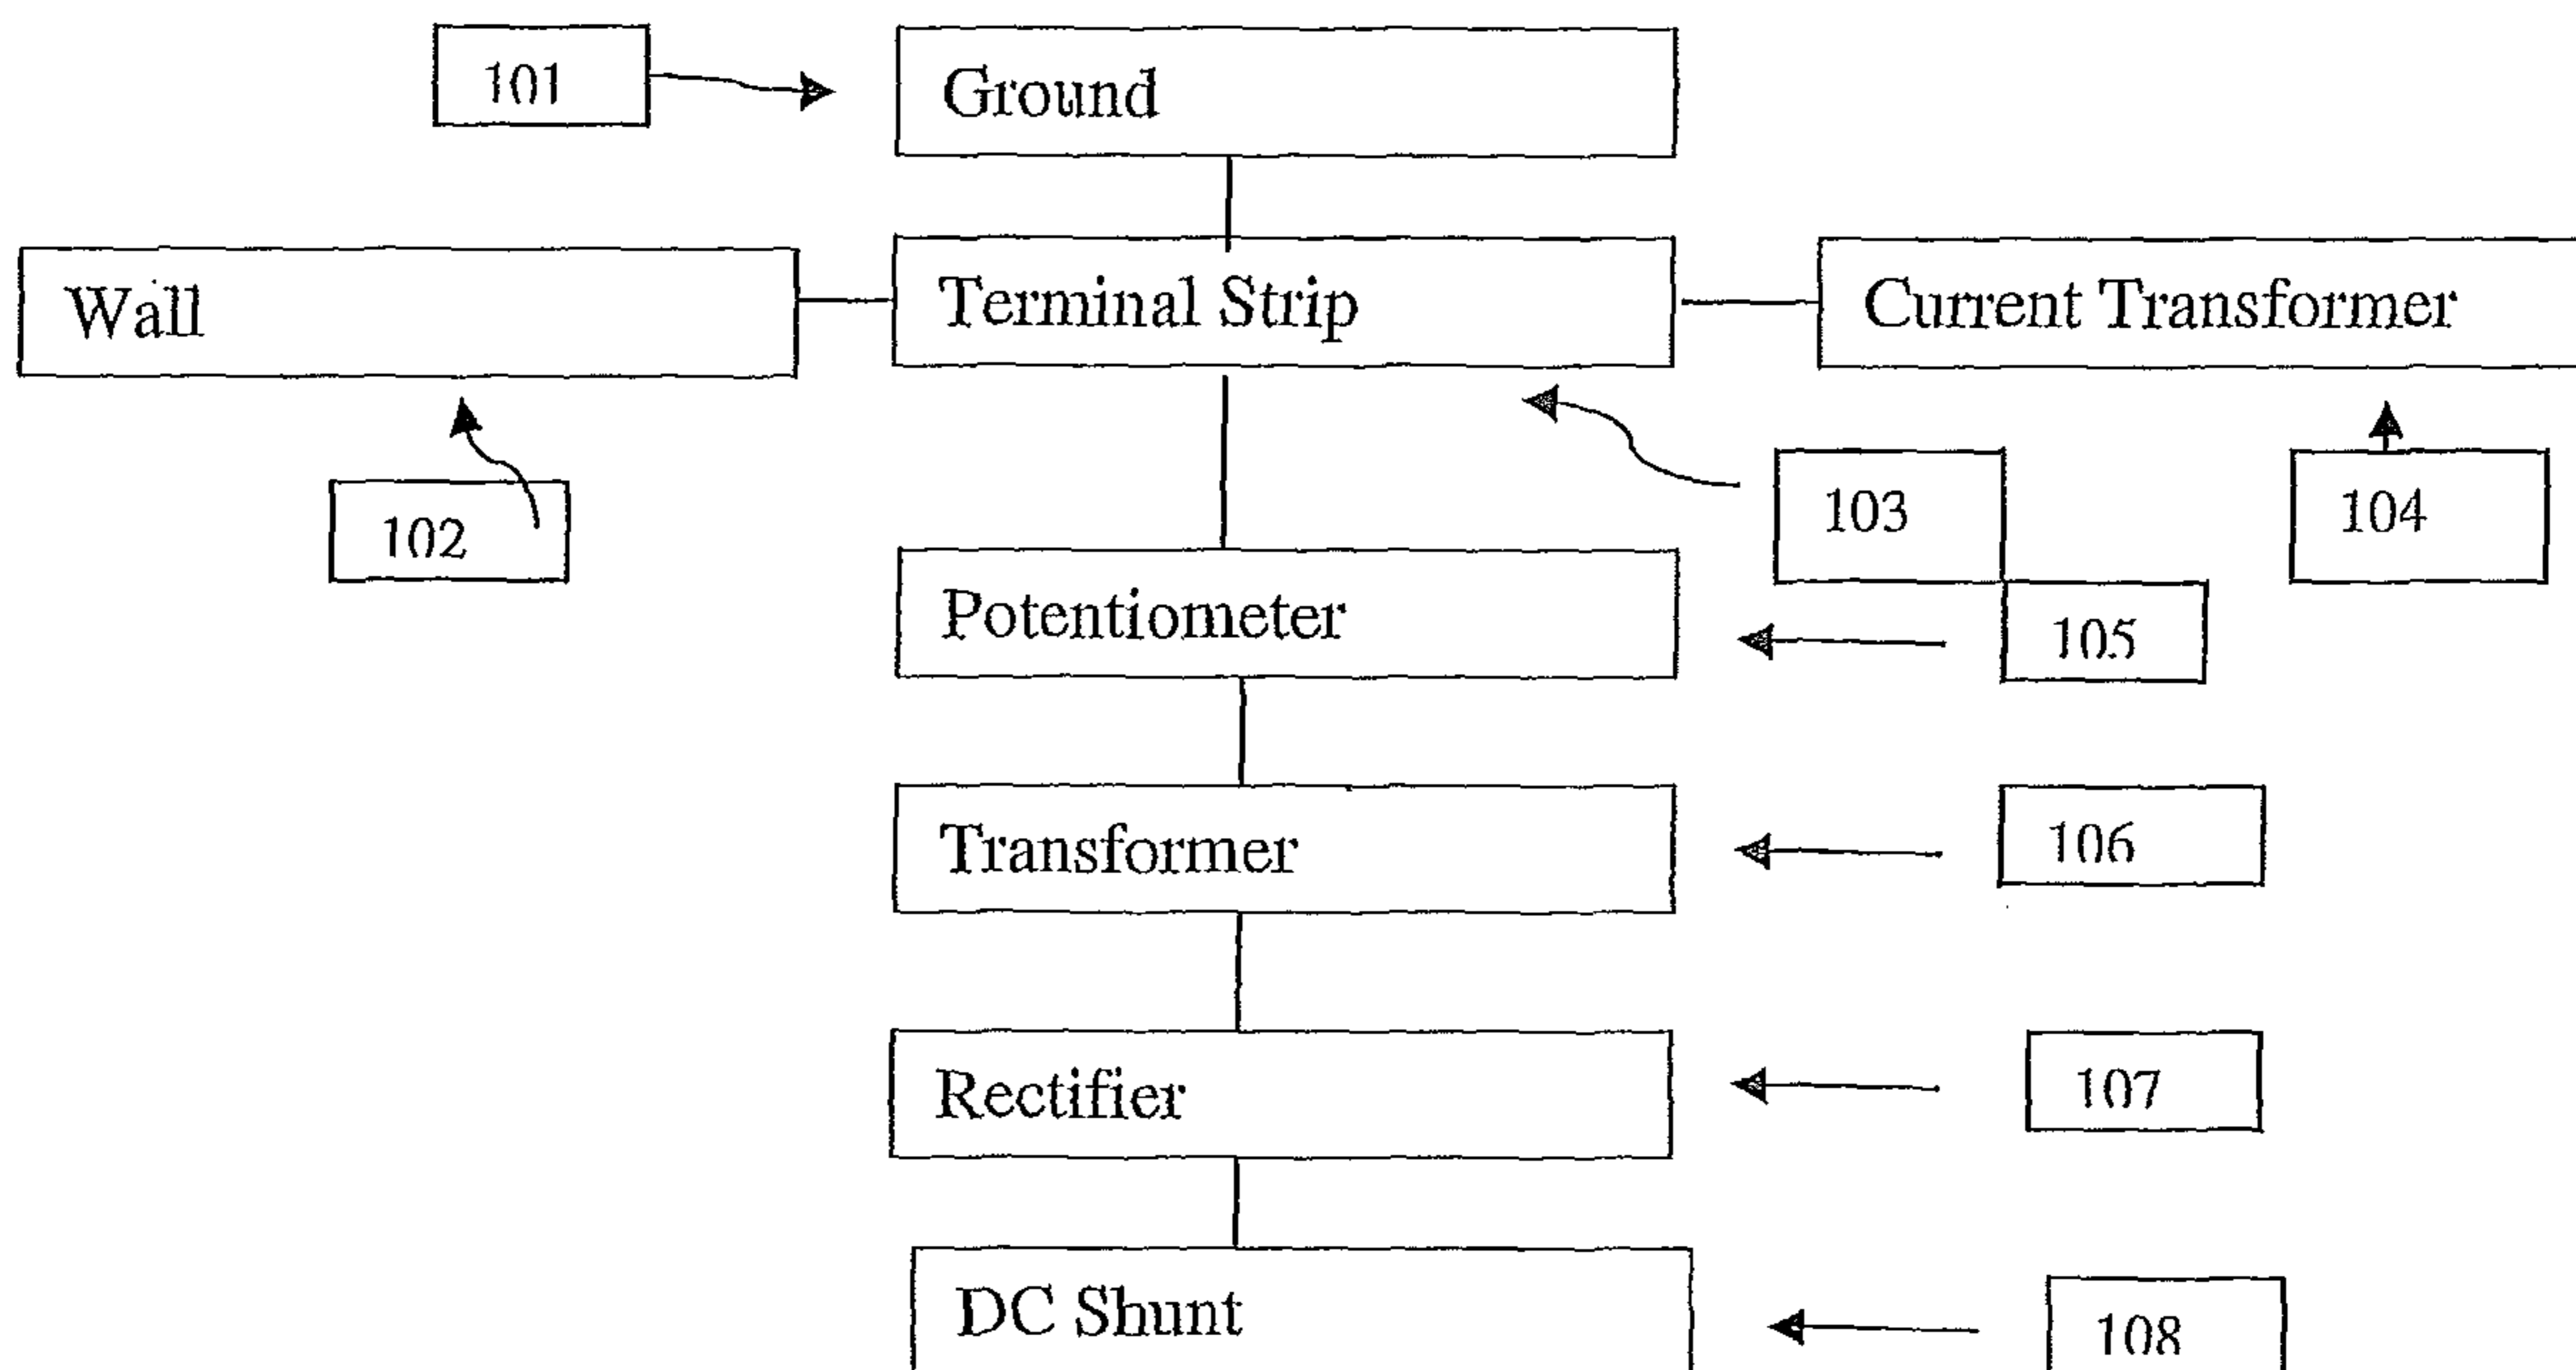 101
Ground
Wall
Terminal Strip
Current Transformer
102
103
104
Potentiometer
105
Transformer
106
Rectifier
107
DC Shunt
108